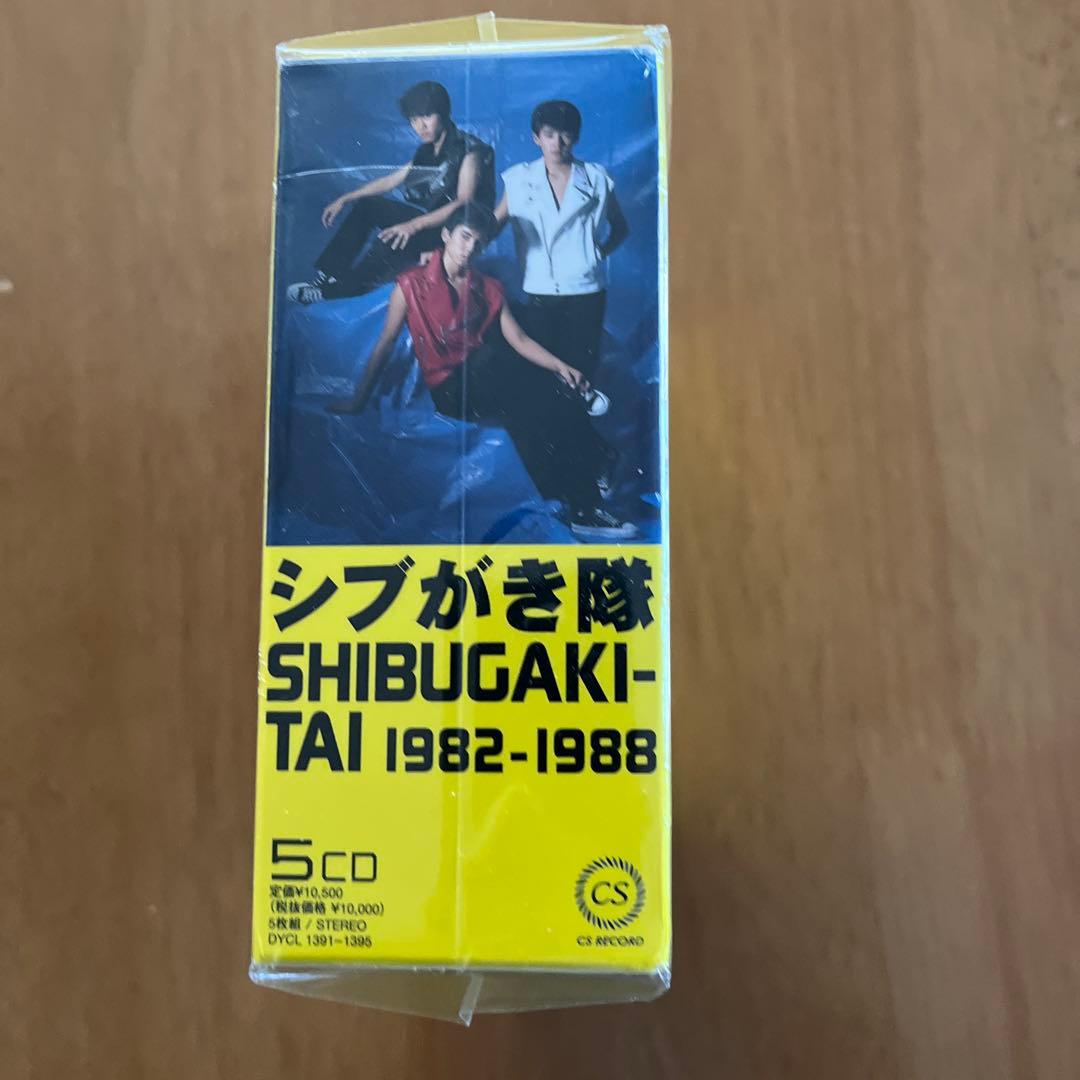 シブがき隊
SHIBUGAKI-
TAI 1982-1988
5CD
定価¥10,500
(税抜価格 ¥10,000)
5枚組 / STEREO
DYCL 1391-1395
CS
CS RECORD